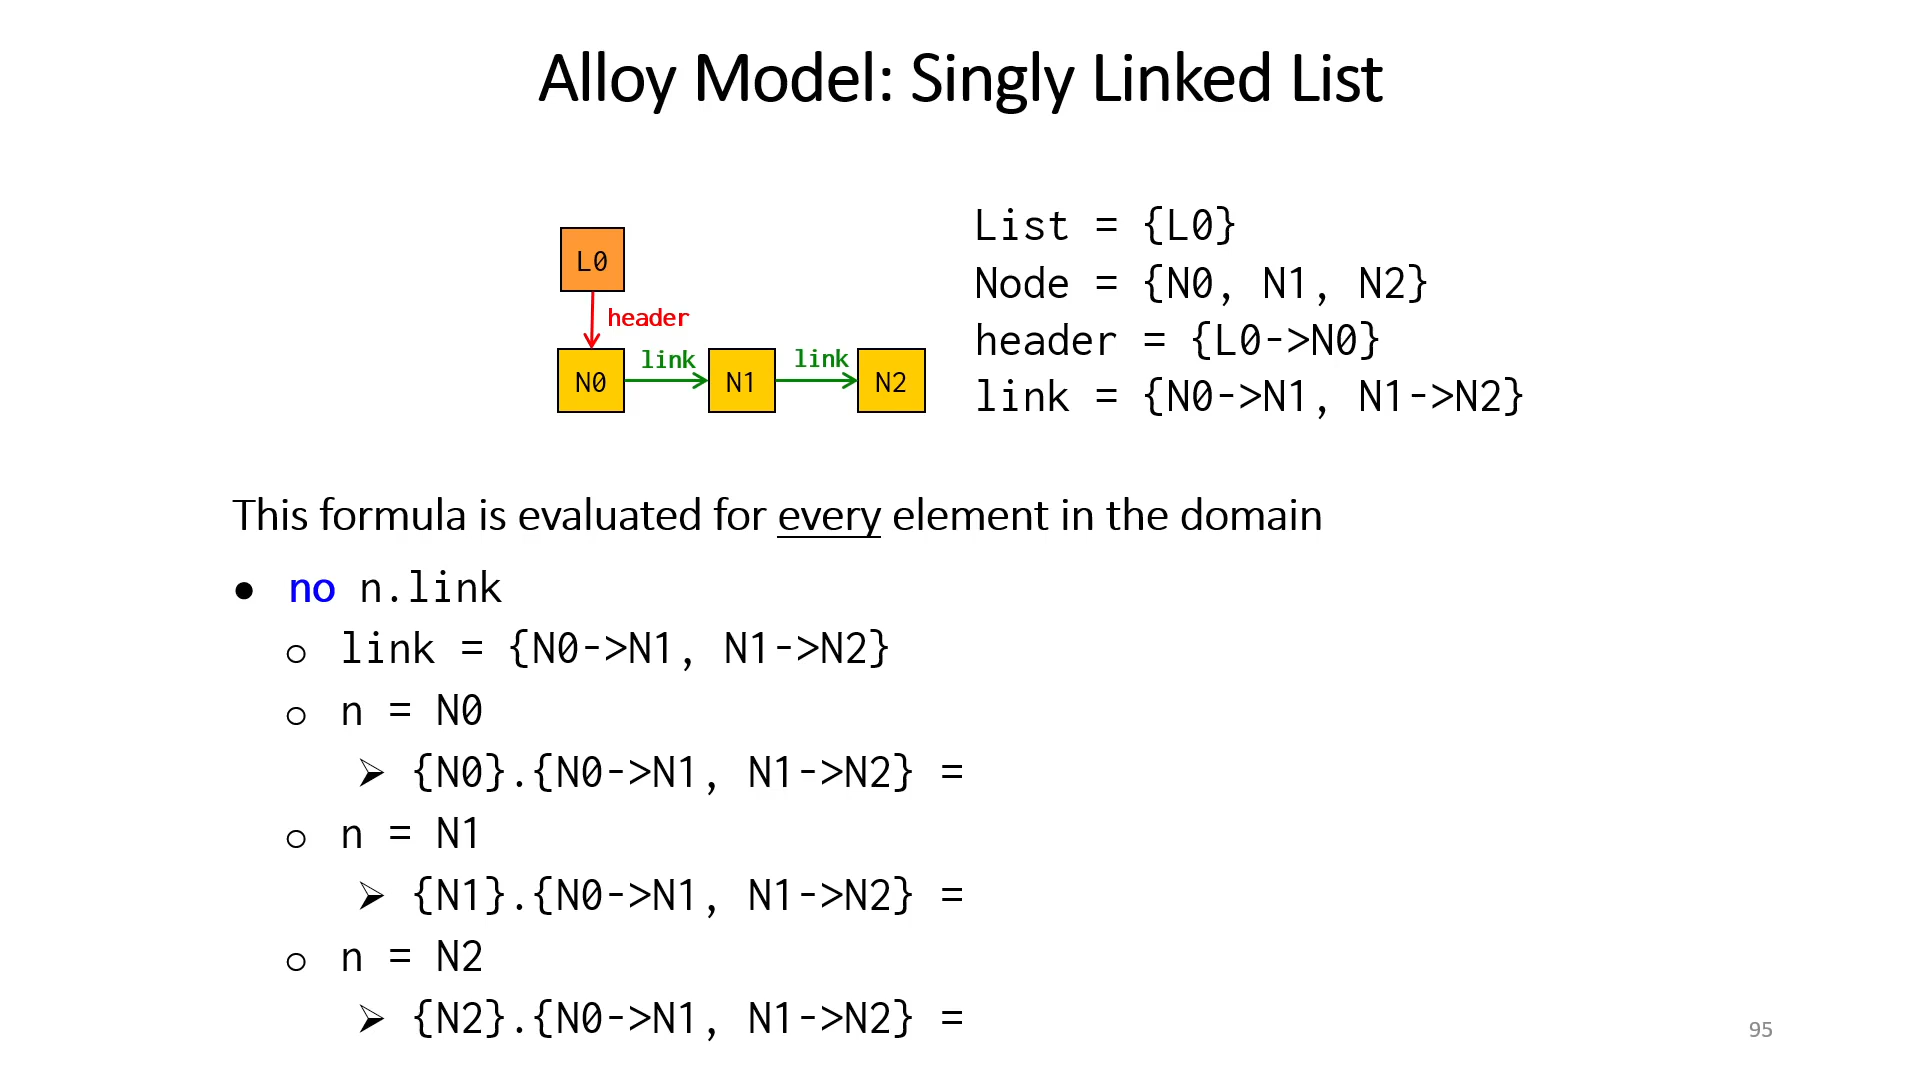 Alloy Model: Singly Linked List
L0
header
N0
link
N1
link
N2
List = {L0}
Node = {N0, N1, N2}
header = {L0->N0}
link = {N0->N1, N1->N2}
This formula is evaluated for every element in the domain
● no n.link
○ link = {N0->N1, N1->N2}
○ n = N0
➢ {N0}.{N0->N1, N1->N2} =
○ n = N1
➢ {N1}.{N0->N1, N1->N2} =
○ n = N2
➢ {N2}.{N0->N1, N1->N2} =
95